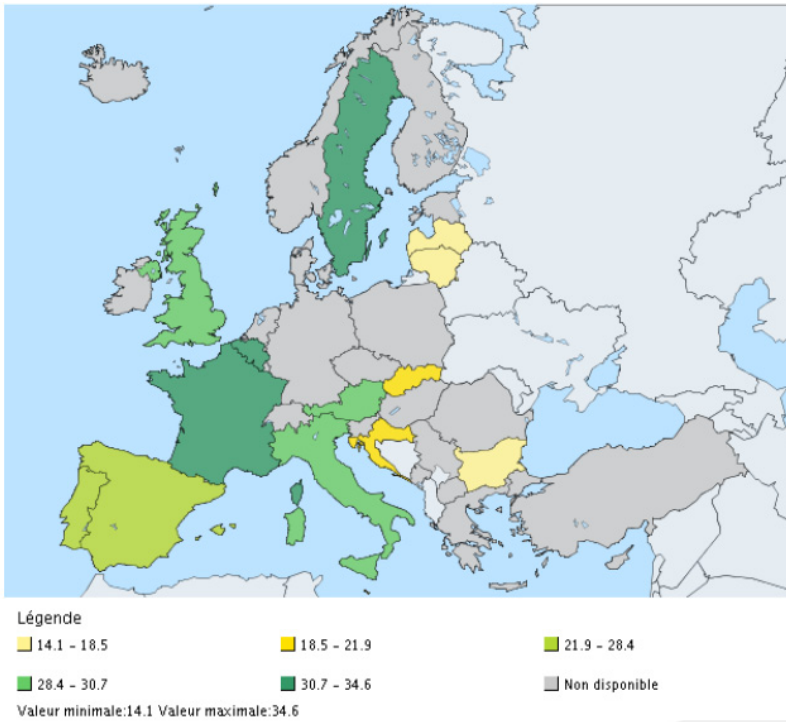 Légende
14.1 – 18.5
18.5 – 21.9
21.9 – 28.4
28.4 – 30.7
30.7 – 34.6
Non disponible
Valeur minimale:14.1 Valeur maximale:34.6